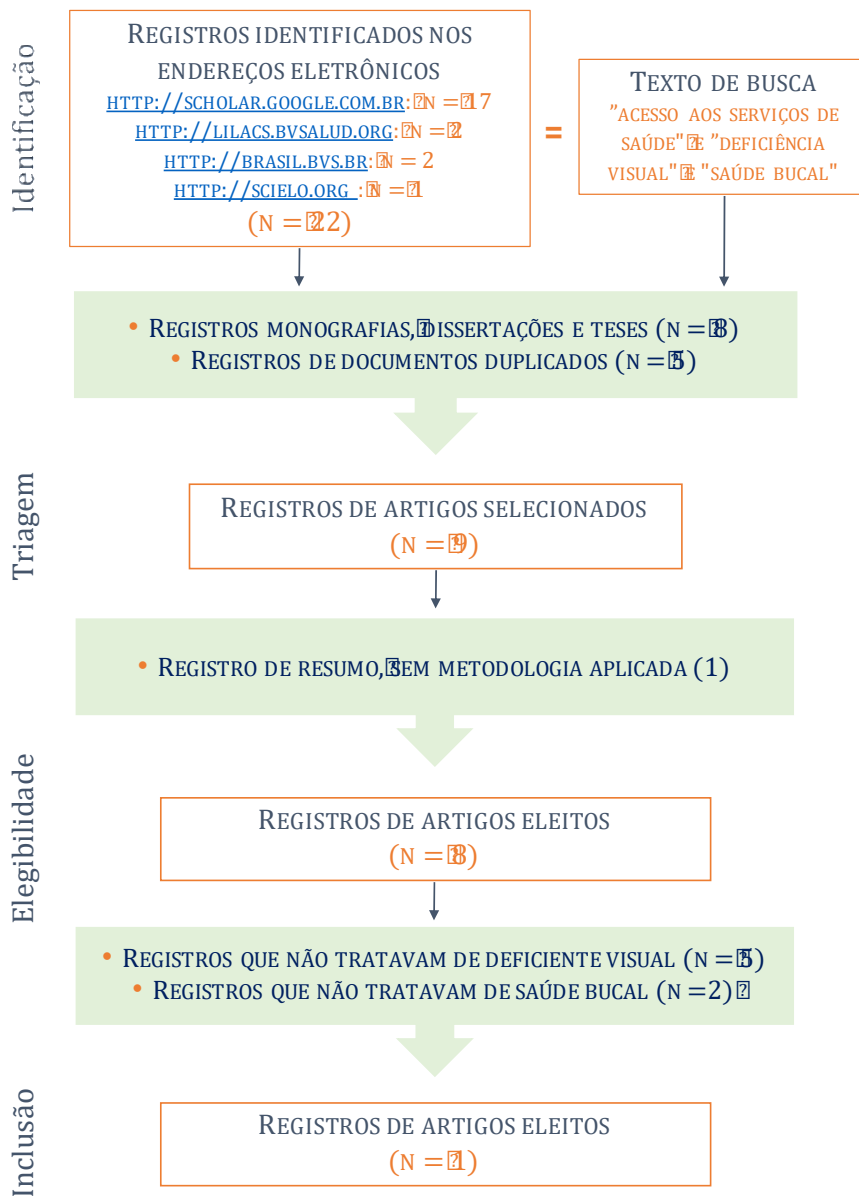 Identificação
REGISTROS IDENTIFICADOS NOS
ENDEREÇOS ELETRÔNICOS
HTTP://SCHOLAR.GOOGLE.COM.BR: N = 17
HTTP://LILACS.BVSALUD.ORG: N = 2
HTTP://BRASIL.BVS.BR: N = 2
HTTP://SCIELO.ORG : N = 1
(N = 22)
=
TEXTO DE BUSCA
"ACESSO AOS SERVIÇOS DE
SAÚDE" E "DEFICIÊNCIA
VISUAL" E "SAÚDE BUCAL"
• REGISTROS MONOGRAFIAS, DISSERTAÇÕES E TESES (N = 8)
• REGISTROS DE DOCUMENTOS DUPLICADOS (N = 5)
Triagem
REGISTROS DE ARTIGOS SELECIONADOS
(N = 9)
• REGISTRO DE RESUMO, SEM METODOLOGIA APLICADA (1)
Elegibilidade
REGISTROS DE ARTIGOS ELEITOS
(N = 8)
• REGISTROS QUE NÃO TRATAVAM DE DEFICIENTE VISUAL (N = 5)
• REGISTROS QUE NÃO TRATAVAM DE SAÚDE BUCAL (N =2)
Inclusão
REGISTROS DE ARTIGOS ELEITOS
(N = 1)